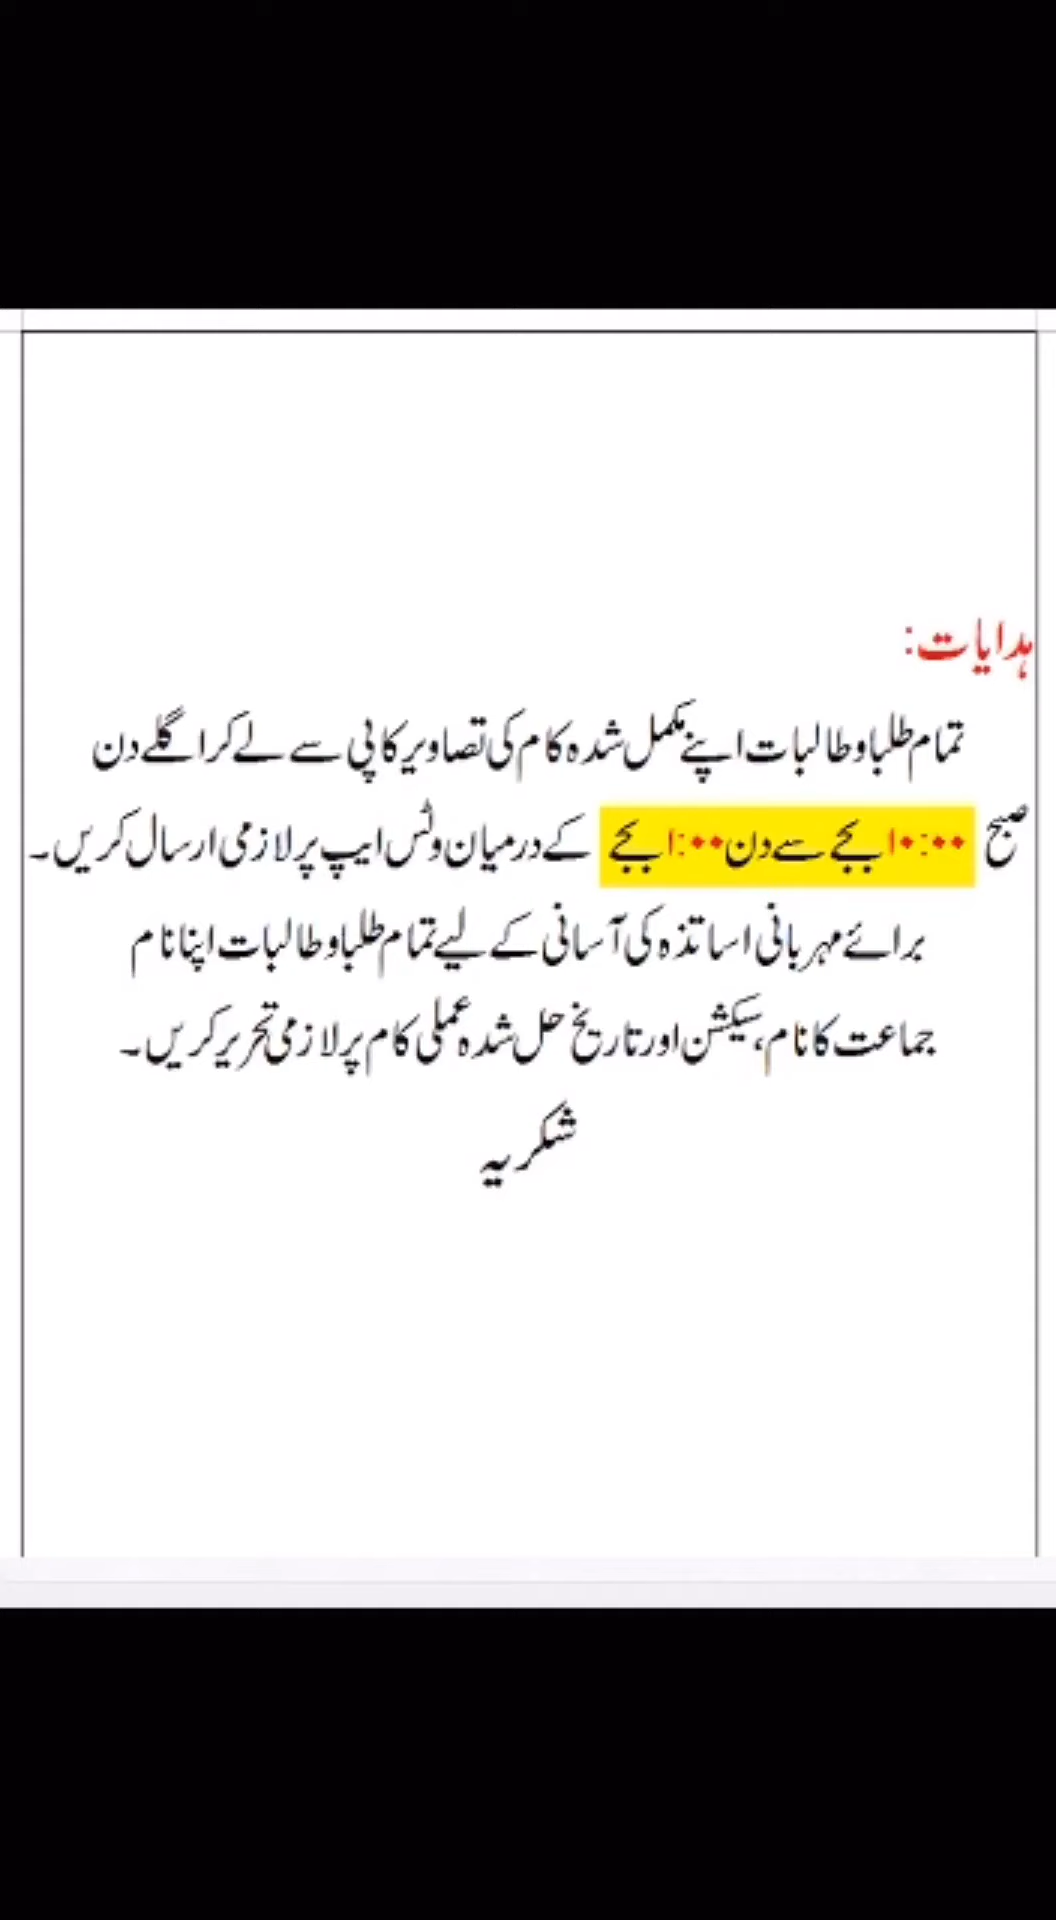 ہدایات:
تمام طلبا و طالبات اپنے مکمل شدہ کام کی تصاویر کاپی سے لے کر اگلے دن
صبح ۱۰:۰۰ بجے سے دن ۱:۰۰ بجے کے درمیان وٹس ایپ پر لازمی ارسال کریں۔
برائے مہربانی اساتذہ کی آسانی کے لیے تمام طلبا و طالبات اپنا نام
جماعت کا نام، سیکشن اور تاریخ حل شدہ عملی کام پر لازمی تحریر کریں۔
شکریہ